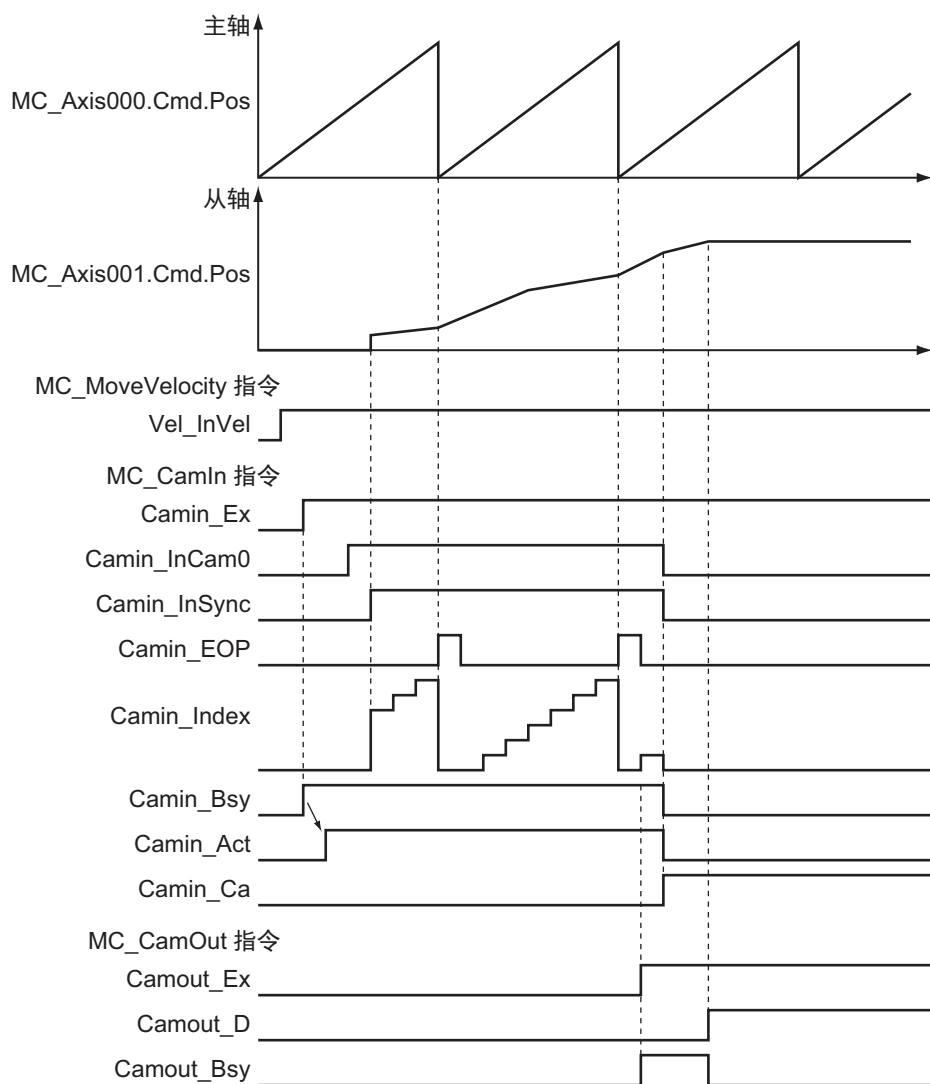 主轴
MC_Axis000.Cmd.Pos
从轴
MC_Axis001.Cmd.Pos
MC_MoveVelocity 指令
Vel_InVel
MC_CamIn 指令
Camin_Ex
Camin_InCam0
Camin_InSync
Camin_EOP
Camin_Index
Camin_Bsy
Camin_Act
Camin_Ca
MC_CamOut 指令
Camout_Ex
Camout_D
Camout_Bsy